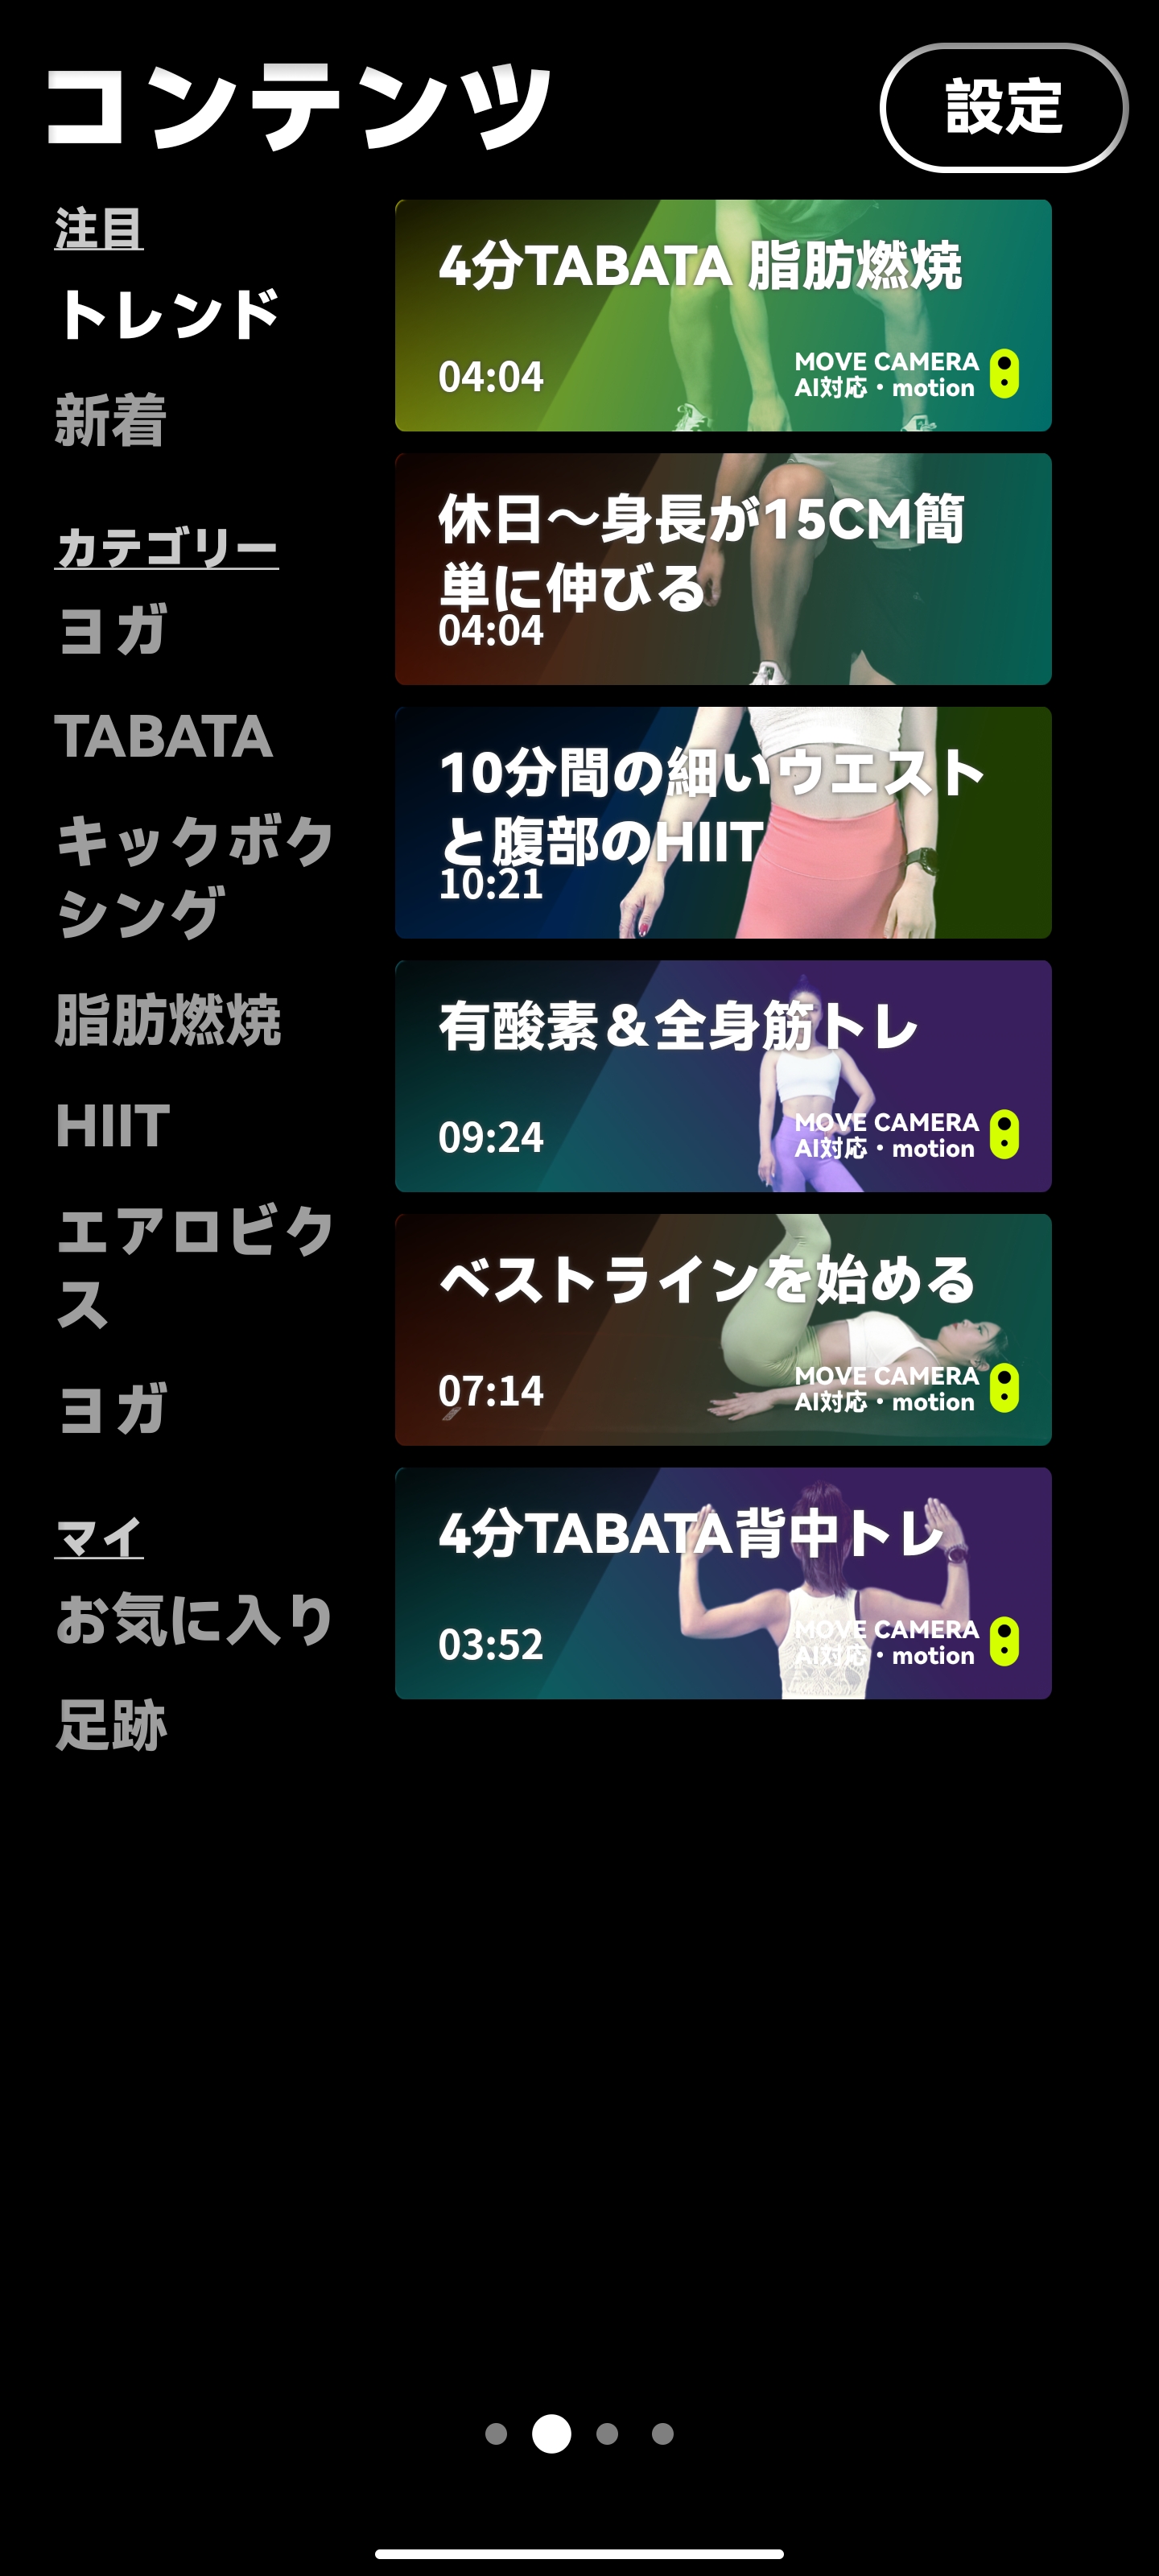 コンテンツ
設定
注目
トレンド
新着
カテゴリー
ヨガ
TABATA
キックボク
シング
脂肪燃焼
HIIT
エアロビク
ス
ヨガ
マイ
お気に入り
足跡
4分TABATA 脂肪燃焼
04:04
MOVE CAMERA
AI対応・motion
休日～身長が15CM簡
単に伸びる
04:04
10分間の細いウエスト
と腹部のHIIT
10:21
有酸素＆全身筋トレ
09:24
MOVE CAMERA
AI対応・motion
ベストラインを始める
07:14
MOVE CAMERA
AI対応・motion
4分TABATA背中トレ
03:52
MOVE CAMERA
AI対応・motion